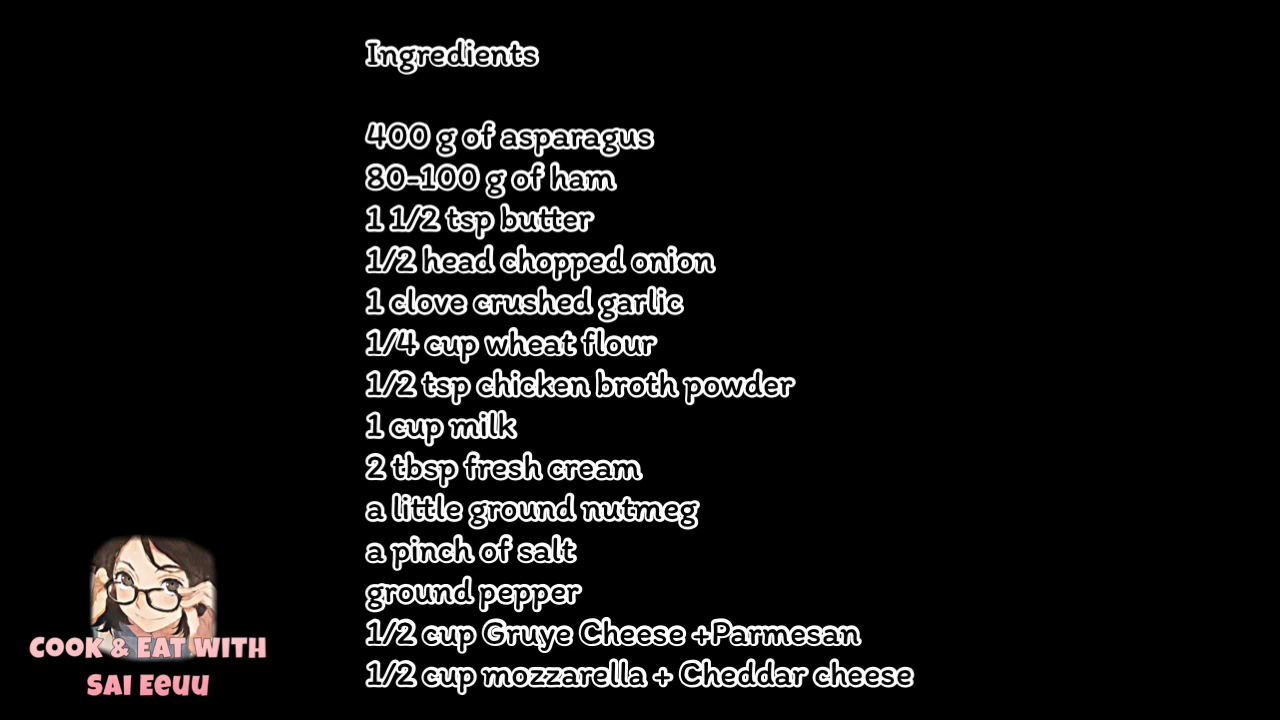 Ingredients
400 g of asparagus
80-100 g of ham
1 1/2 tsp butter
1/2 head chopped onion
1 clove crushed garlic
1/4 cup wheat flour
1/2 tsp chicken broth powder
1 cup milk
2 tbsp fresh cream
a little ground nutmeg
a pinch of salt
ground pepper
1/2 cup Gruye Cheese +Parmesan
1/2 cup mozzarella + Cheddar cheese
COOK & EAT WITH
SAI EEUU